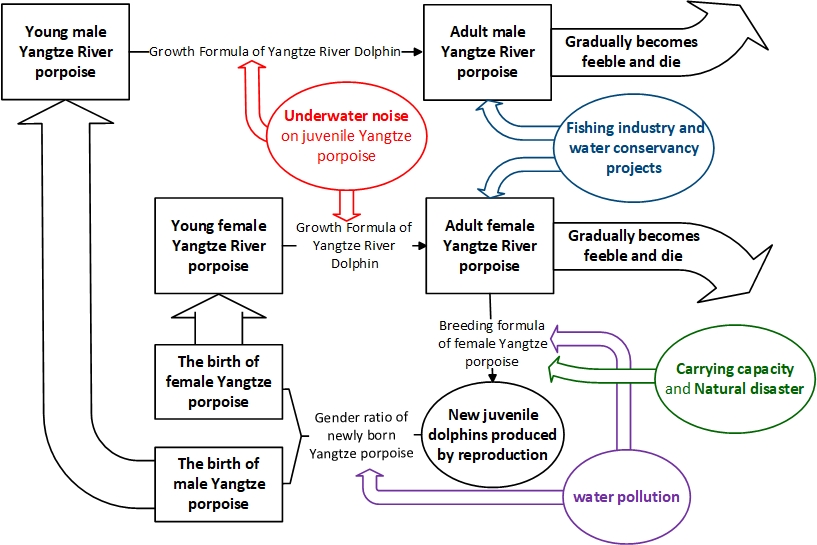 Young male
Yangtze River
porpoise
Growth Formula of Yangtze River Dolphin
Adult male
Yangtze River
porpoise
Gradually becomes
feeble and die
Underwater noise
on juvenile Yangtze
porpoise
Fishing industry and
water conservancy
projects
Young female
Yangtze River
porpoise
Growth Formula of
Yangtze River
Dolphin
Adult female
Yangtze River
porpoise
Gradually becomes
feeble and die
Breeding formula
of female Yangtze
porpoise
The birth of
female Yangtze
porpoise
Carrying capacity
and Natural disaster
Gender ratio of
newly born
Yangtze porpoise
New juvenile
dolphins produced
by reproduction
The birth of
male Yangtze
porpoise
water pollution